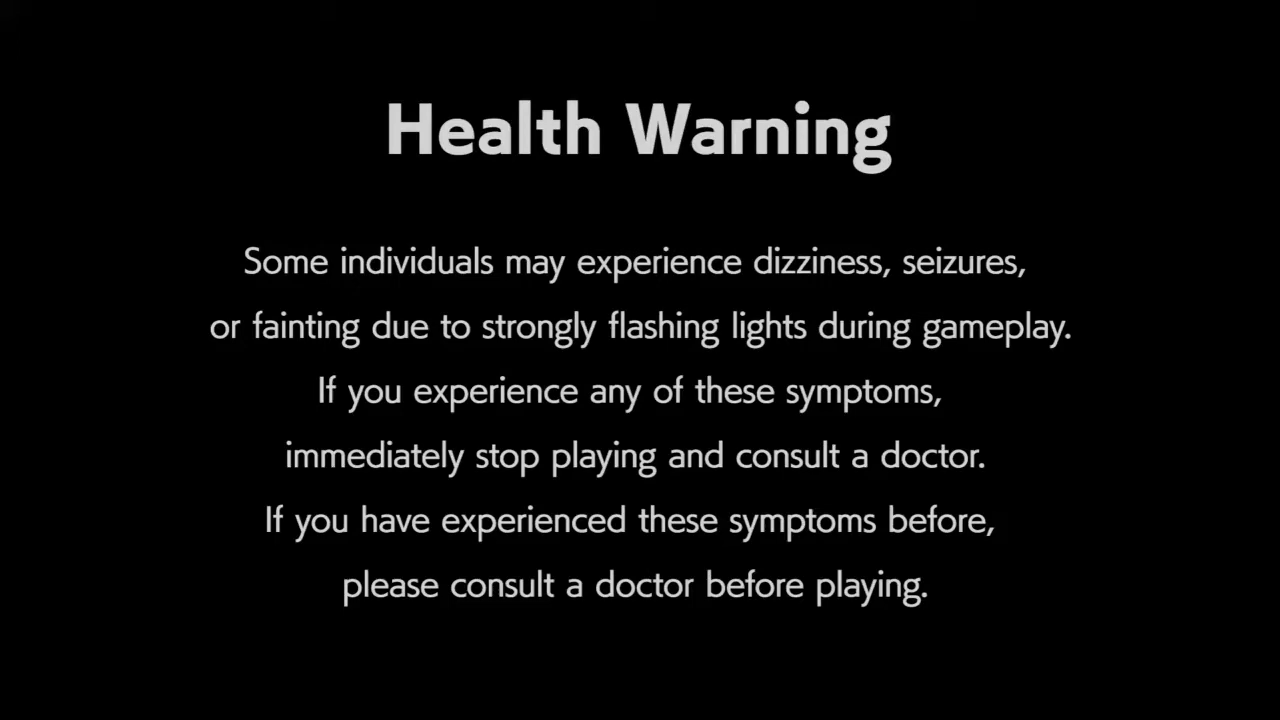 Health Warning
Some individuals may experience dizziness, seizures,
or fainting due to strongly flashing lights during gameplay.
If you experience any of these symptoms,
immediately stop playing and consult a doctor.
If you have experienced these symptoms before,
please consult a doctor before playing.